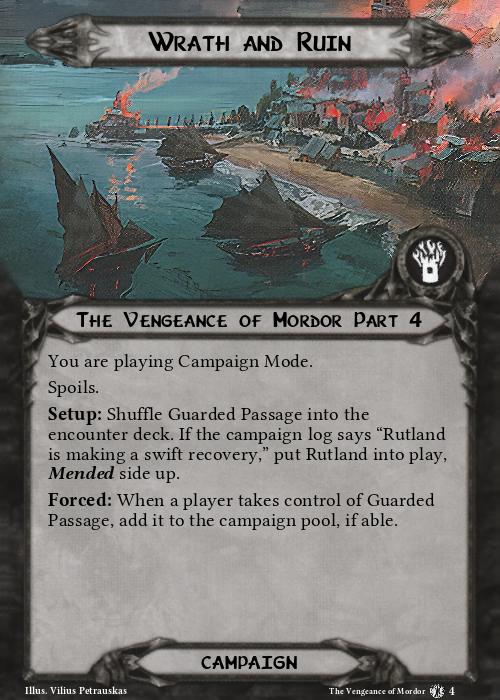 Wrath and Ruin
The Vengeance of Mordor Part 4
You are playing Campaign Mode.
Spoils.
Setup: Shuffle Guarded Passage into the
encounter deck. If the campaign log says “Rutland
is making a swift recovery,” put Rutland into play,
Mended side up.
Forced: When a player takes control of Guarded
Passage, add it to the campaign pool, if able.
CAMPAIGN
Illus. Vilius Petrauskas
The Vengeance of Mordor 4